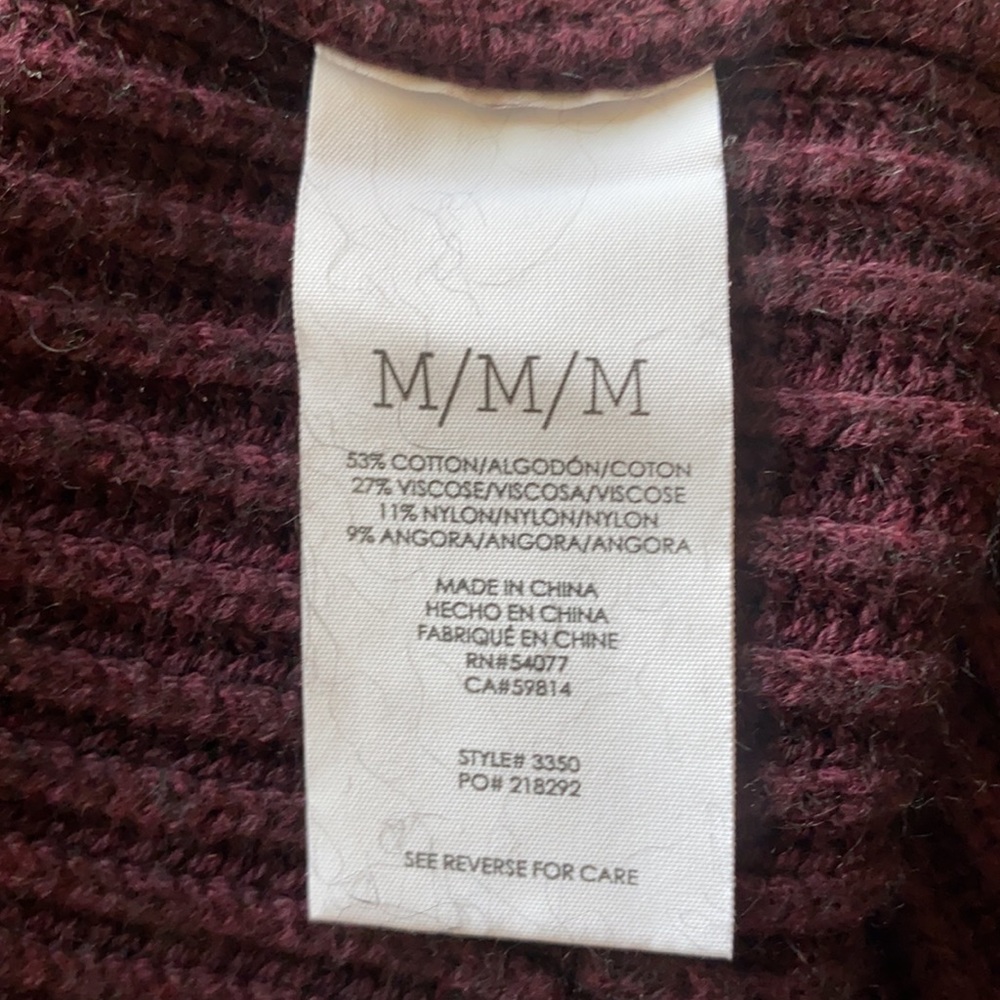 M/M/M
53% COTTON/ALGODÓN/COTON
27% VISCOSE/VISCOSA/VISCOSE
11% NYLON/NYLON/NYLON
9% ANGORA/ANGORA/ANGORA
MADE IN CHINA
HECHO EN CHINA
FABRIQUÉ EN CHINE
RN#54077
CA#59814
STYLE# 3350
PO# 218292
SEE REVERSE FOR CARE